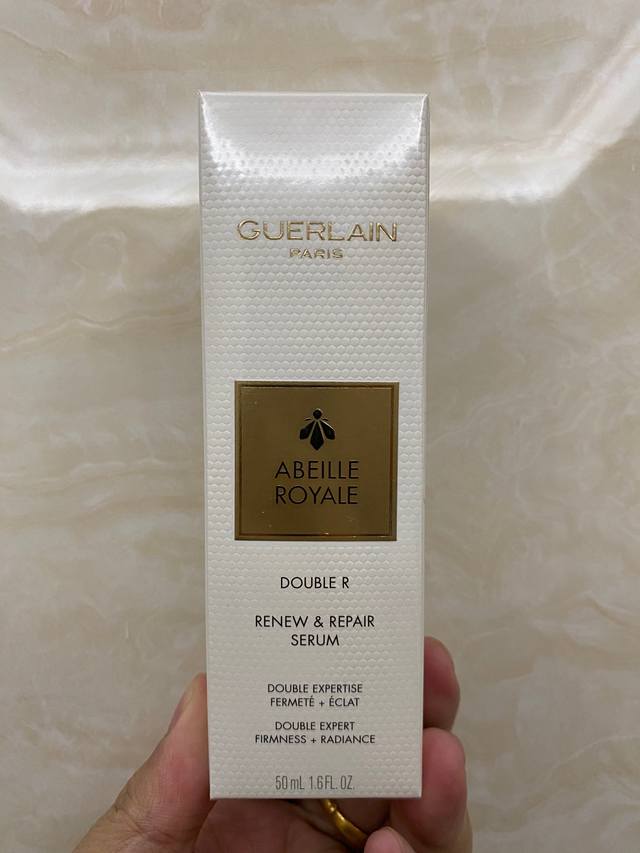 GUERLAIN
PARIS
ABEILLE
ROYALE
DOUBLE R
RENEW & REPAIR
SERUM
DOUBLE EXPERTISE
FERMETÉ + ÉCLAT
DOUBLE EXPERT
FIRMNESS + RADIANCE
50 mL 1.6 FL. OZ.